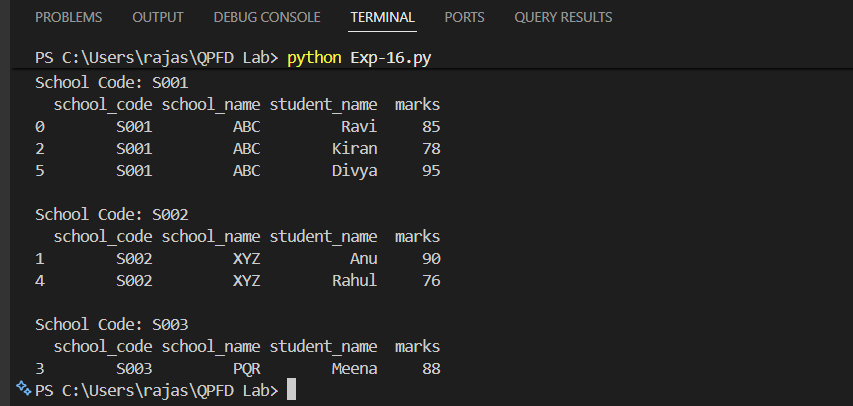 PROBLEMS OUTPUT DEBUG CONSOLE TERMINAL PORTS QUERY RESULTS
PS C:\Users\rajas\QPFD Lab> python Exp-16.py
School Code: S001
  school_code school_name student_name  marks
0        S001         ABC         Ravi     85
2        S001         ABC        Kiran     78
5        S001         ABC        Divya     95

School Code: S002
  school_code school_name student_name  marks
1        S002         XYZ          Anu     90
4        S002         XYZ        Rahul     76

School Code: S003
  school_code school_name student_name  marks
3        S003         PQR        Meena     88
PS C:\Users\rajas\QPFD Lab>